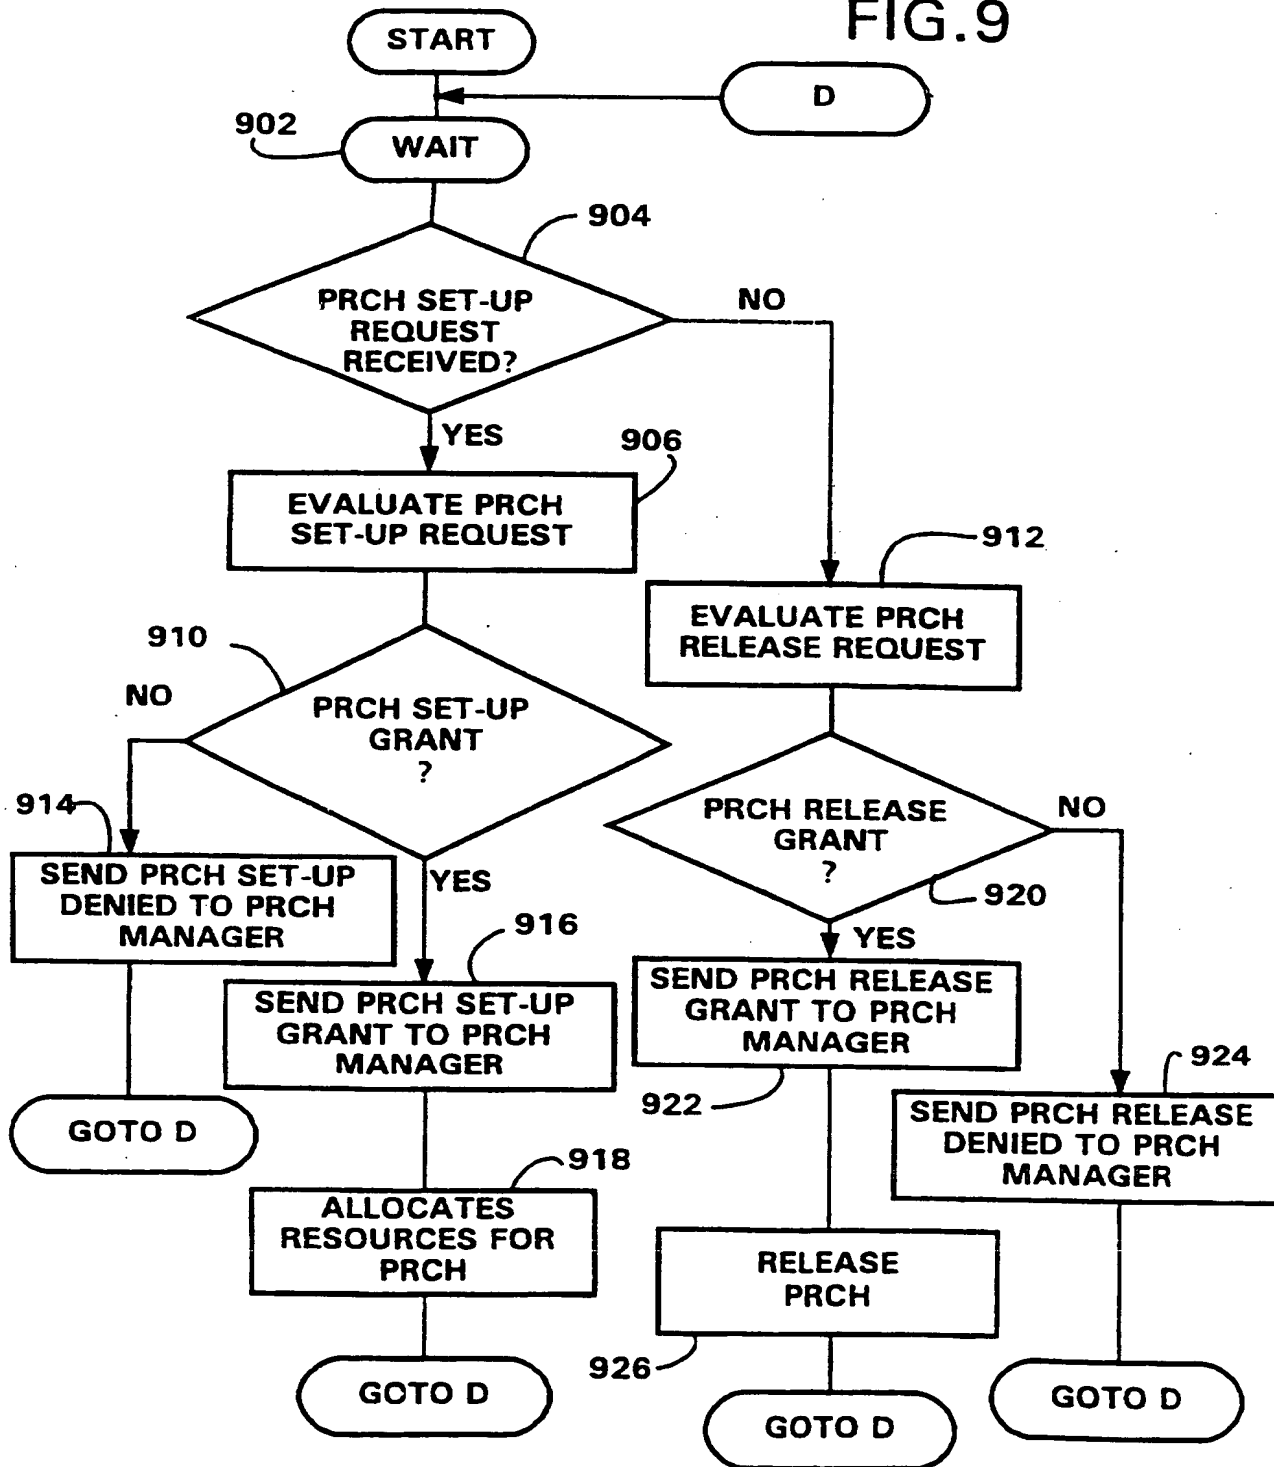 FIG.9
START
D
902
WAIT
904
PRCH SET-UP
REQUEST
RECEIVED?
NO
YES
906
EVALUATE PRCH
SET-UP REQUEST
912
EVALUATE PRCH
RELEASE REQUEST
910
NO
PRCH SET-UP
GRANT
?
914
YES
SEND PRCH SET-UP
DENIED TO PRCH
MANAGER
PRCH RELEASE
GRANT
?
NO
920
YES
916
SEND PRCH SET-UP
GRANT TO PRCH
MANAGER
SEND PRCH RELEASE
GRANT TO PRCH
MANAGER
922
924
SEND PRCH RELEASE
DENIED TO PRCH
MANAGER
GOTO D
918
ALLOCATES
RESOURCES FOR
PRCH
RELEASE
PRCH
926
GOTO D
GOTO D
GOTO D